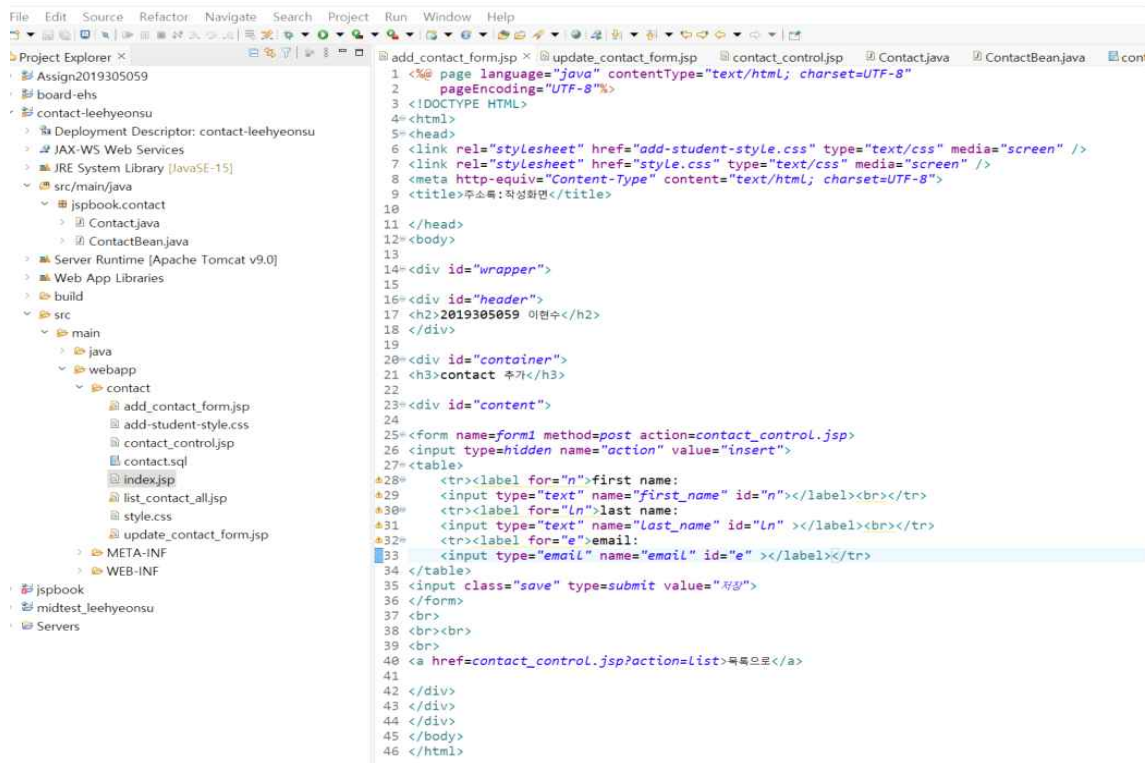 File Edit Source Refactor Navigate Search Project Run Window Help
Project Explorer ×
Assign2019305059
board-ehs
contact-leehyeonsu
Deployment Descriptor: contact-leehyeonsu
JAX-WS Web Services
JRE System Library [JavaSE-15]
src/main/java
jspbook.contact
Contact.java
ContactBean.java
Server Runtime [Apache Tomcat v9.0]
Web App Libraries
build
src
main
java
webapp
contact
add_contact_form.jsp
add-student-style.css
contact_control.jsp
contact.sql
index.jsp
list_contact_all.jsp
style.css
update_contact_form.jsp
META-INF
WEB-INF
jspbook
midtest_leehyeonsu
Servers
add_contact_form.jsp × update_contact_form.jsp contact_control.jsp Contact.java ContactBean.java cont
1 <%@ page language="java" contentType="text/html; charset=UTF-8"
2 pageEncoding="UTF-8"%>
3 <!DOCTYPE HTML>
4 <html>
5 <head>
6 <link rel="stylesheet" href="add-student-style.css" type="text/css" media="screen" />
7 <link rel="stylesheet" href="style.css" type="text/css" media="screen" />
8 <meta http-equiv="Content-Type" content="text/html; charset=UTF-8">
9 <title>주소록:작성화면</title>
10
11 </head>
12 <body>
13
14 <div id="wrapper">
15
16 <div id="header">
17 <h2>2019305059 이현수</h2>
18 </div>
19
20 <div id="container">
21 <h3>contact 추가</h3>
22
23 <div id="content">
24
25 <form name=form1 method=post action=contact_control.jsp>
26 <input type=hidden name="action" value="insert">
27 <table>
28 <tr><label for="n">first name:
29 <input type="text" name="first_name" id="n"></label><br></tr>
30 <tr><label for="ln">last name:
31 <input type="text" name="last_name" id="ln" ></label><br></tr>
32 <tr><label for="e">email:
33 <input type="email" name="email" id="e" ></label></tr>
34 </table>
35 <input class="save" type=submit value="저장">
36 </form>
37 <br>
38 <br><br>
39 <br>
40 <a href=contact_control.jsp?action=list>목록으로</a>
41
42 </div>
43 </div>
44 </div>
45 </body>
46 </html>